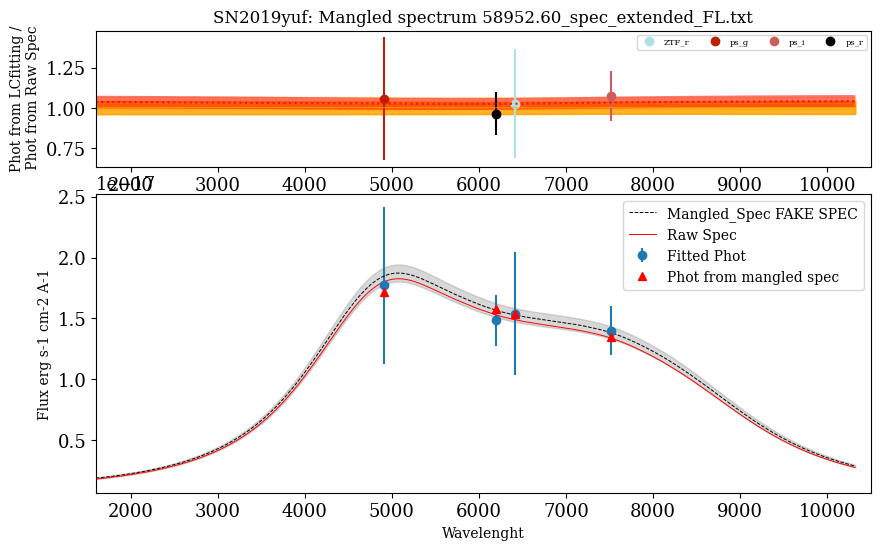 SN2019yuf: Mangled spectrum 58952.60_spec_extended_FL.txt
Phot from LCfitting /
Phot from Raw Spec
ZTF_r ps_g ps_i ps_r
1.25
1.00
0.75
2000 3000 4000 5000 6000 7000 8000 9000 10000
1e−17
Mangled_Spec FAKE SPEC
Raw Spec
Fitted Phot
Phot from mangled spec
Flux erg s-1 cm-2 A-1
2.5
2.0
1.5
1.0
0.5
2000 3000 4000 5000 6000 7000 8000 9000 10000
Wavelenght